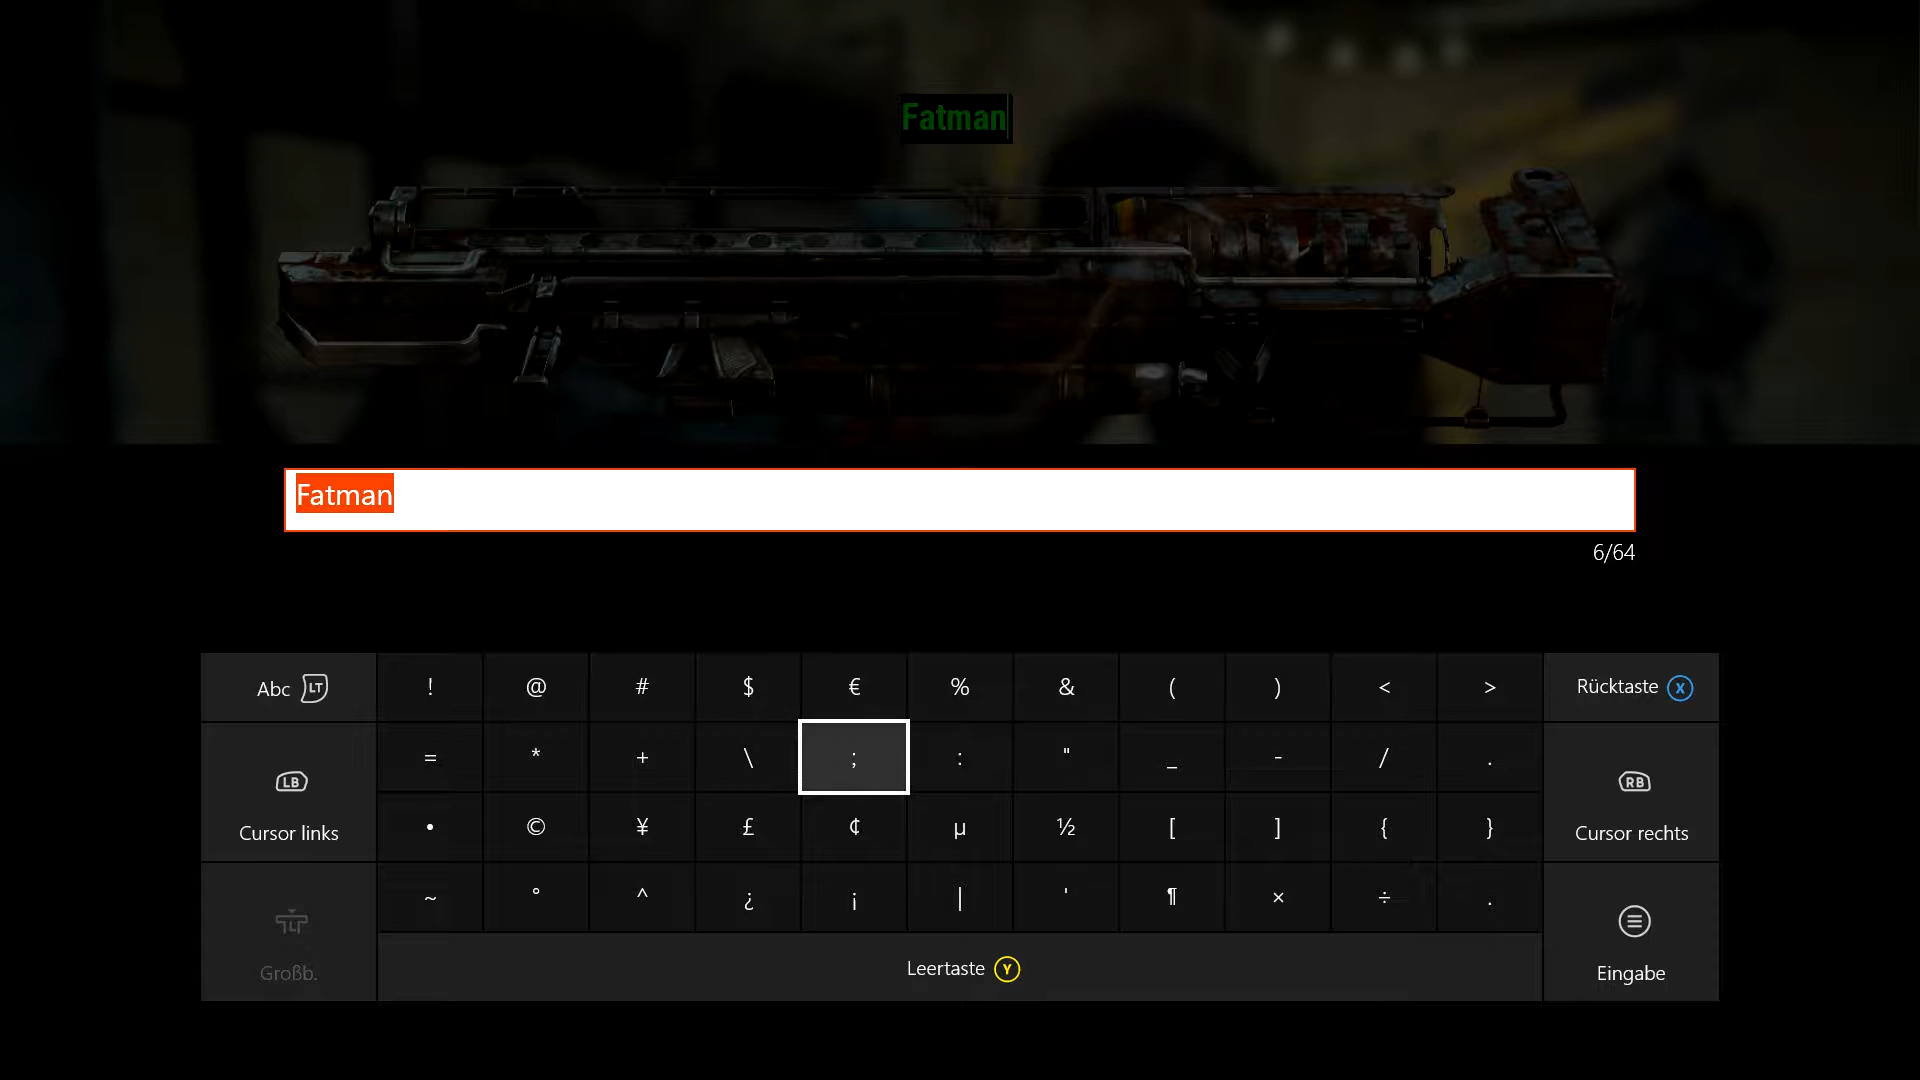 Fatman
Fatman
6/64
Abc LT ! @ # $ € % & ( ) < > Rücktaste X
= * + \ ; : " _ - / .
LB RB
Cursor links • © ¥ £ ¢ µ ½ [ ] { } Cursor rechts
~ ° ^ ¿ ¡ | ' ¶ × ÷ .
Großb. Leertaste Y Eingabe